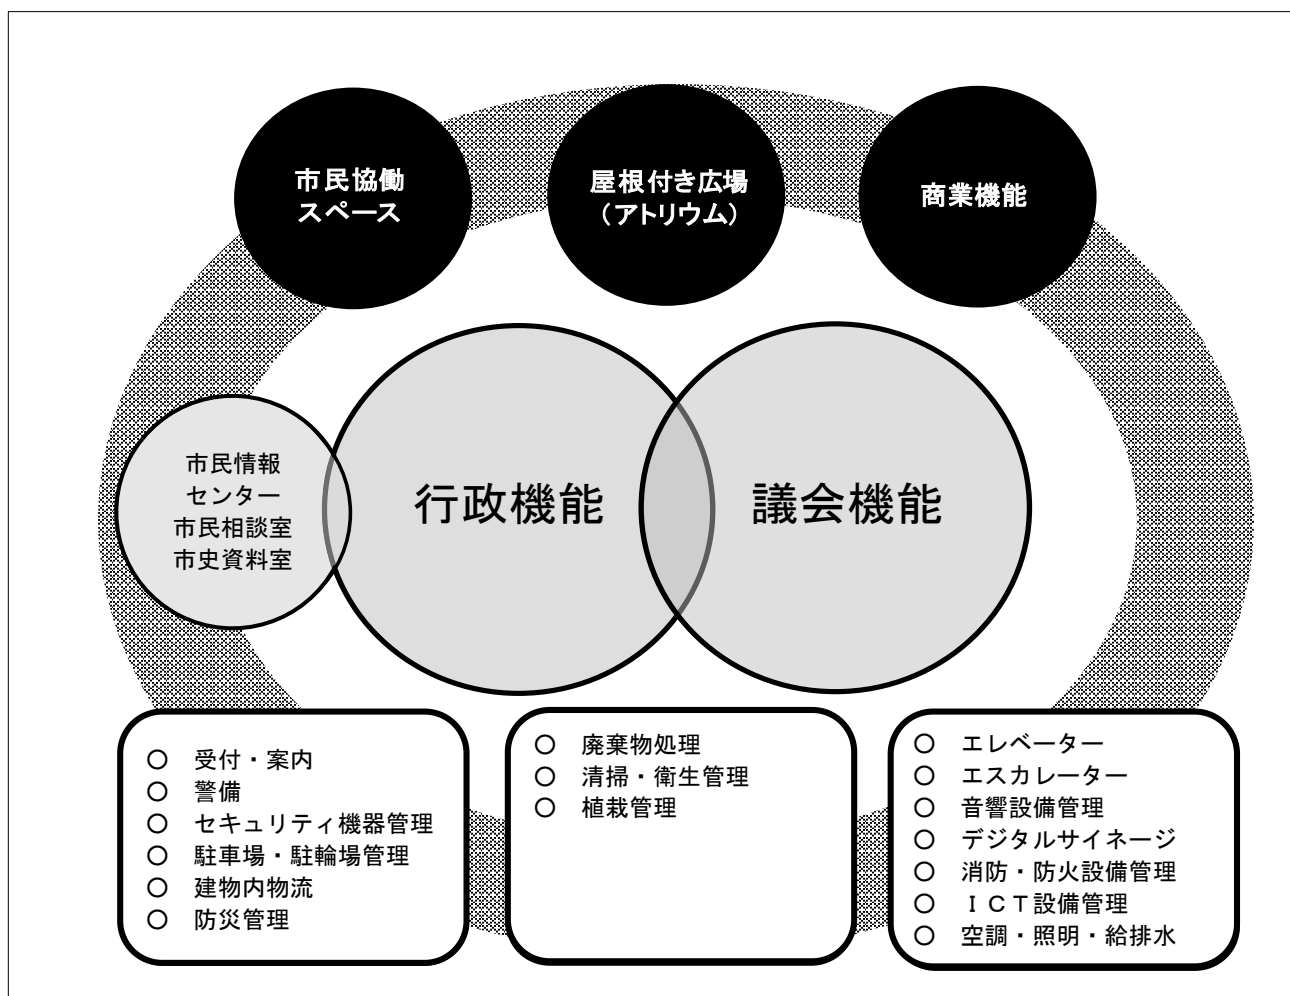 市民協働
スペース
屋根付き広場
（アトリウム）
商業機能
市民情報
センター
市民相談室
市史資料室
行政機能
議会機能
○ 受付・案内
○ 警備
○ セキュリティ機器管理
○ 駐車場・駐輪場管理
○ 建物内物流
○ 防災管理
○ 廃棄物処理
○ 清掃・衛生管理
○ 植栽管理
○ エレベーター
○ エスカレーター
○ 音響設備管理
○ デジタルサイネージ
○ 消防・防火設備管理
○ ＩＣＴ設備管理
○ 空調・照明・給排水